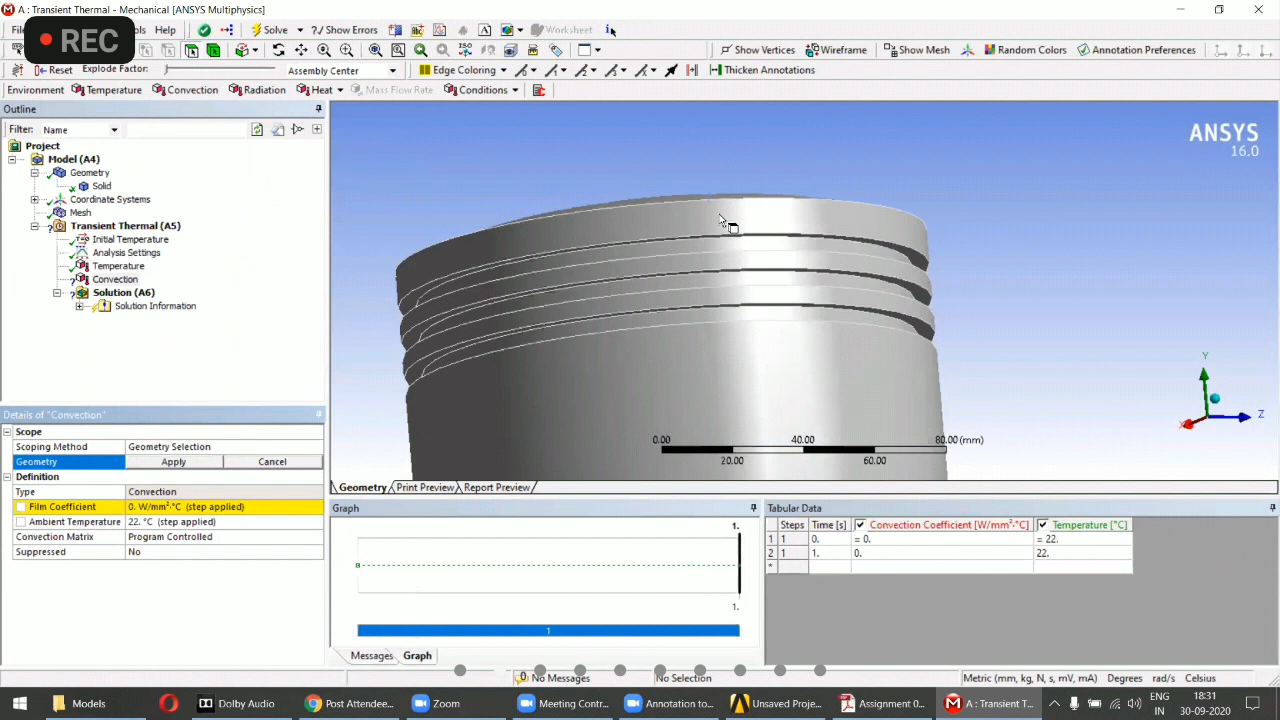 A : Transient Thermal - Mechanical [ANSYS Multiphysics]
REC
Help
Solve
?/ Show Errors
Worksheet
Show Vertices
Wireframe
Show Mesh
Random Colors
Annotation Preferences
Reset
Explode Factor:
Assembly Center
Edge Coloring
Thicken Annotations
Environment
Temperature
Convection
Radiation
Heat
Mass Flow Rate
Conditions
Outline
Filter: Name
Project
Model (A4)
Geometry
Solid
Coordinate Systems
Mesh
Transient Thermal (A5)
Initial Temperature
Analysis Settings
Temperature
Convection
Solution (A6)
Solution Information
ANSYS
16.0
Y
Z
X
0.00 40.00 80.00 (mm)
20.00 60.00
Geometry Print Preview Report Preview
Details of "Convection"
Scope
Scoping Method Geometry Selection
Geometry Apply Cancel
Definition
Type Convection
Film Coefficient 0. W/mm²·°C (step applied)
Ambient Temperature 22. °C (step applied)
Convection Matrix Program Controlled
Suppressed No
Graph
1.
1.
1
Messages Graph
Tabular Data
Steps Time [s] Convection Coefficient [W/mm²·°C] Temperature [°C]
1 1 0. = 0. = 22.
2 1 1. 0. 22.
*
0 No Messages
No Selection
Metric (mm, kg, N, s, mV, mA) Degrees rad/s Celsius
Models
Dolby Audio
Post Attendee...
Zoom
Meeting Contr...
Annotation to...
Unsaved Proje...
Assignment 0...
A : Transient T...
ENG
IN
18:31
30-09-2020